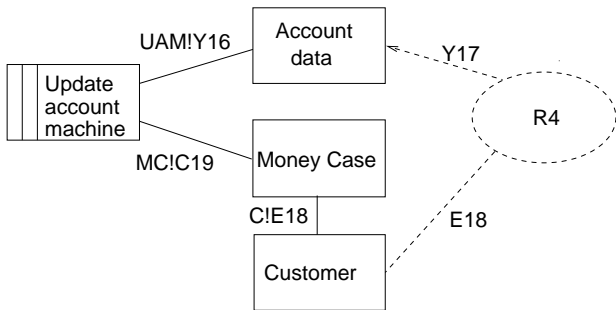 UAM!Y16
Account
data
Y17
Update
account
machine
R4
MC!C19
Money Case
C!E18
E18
Customer